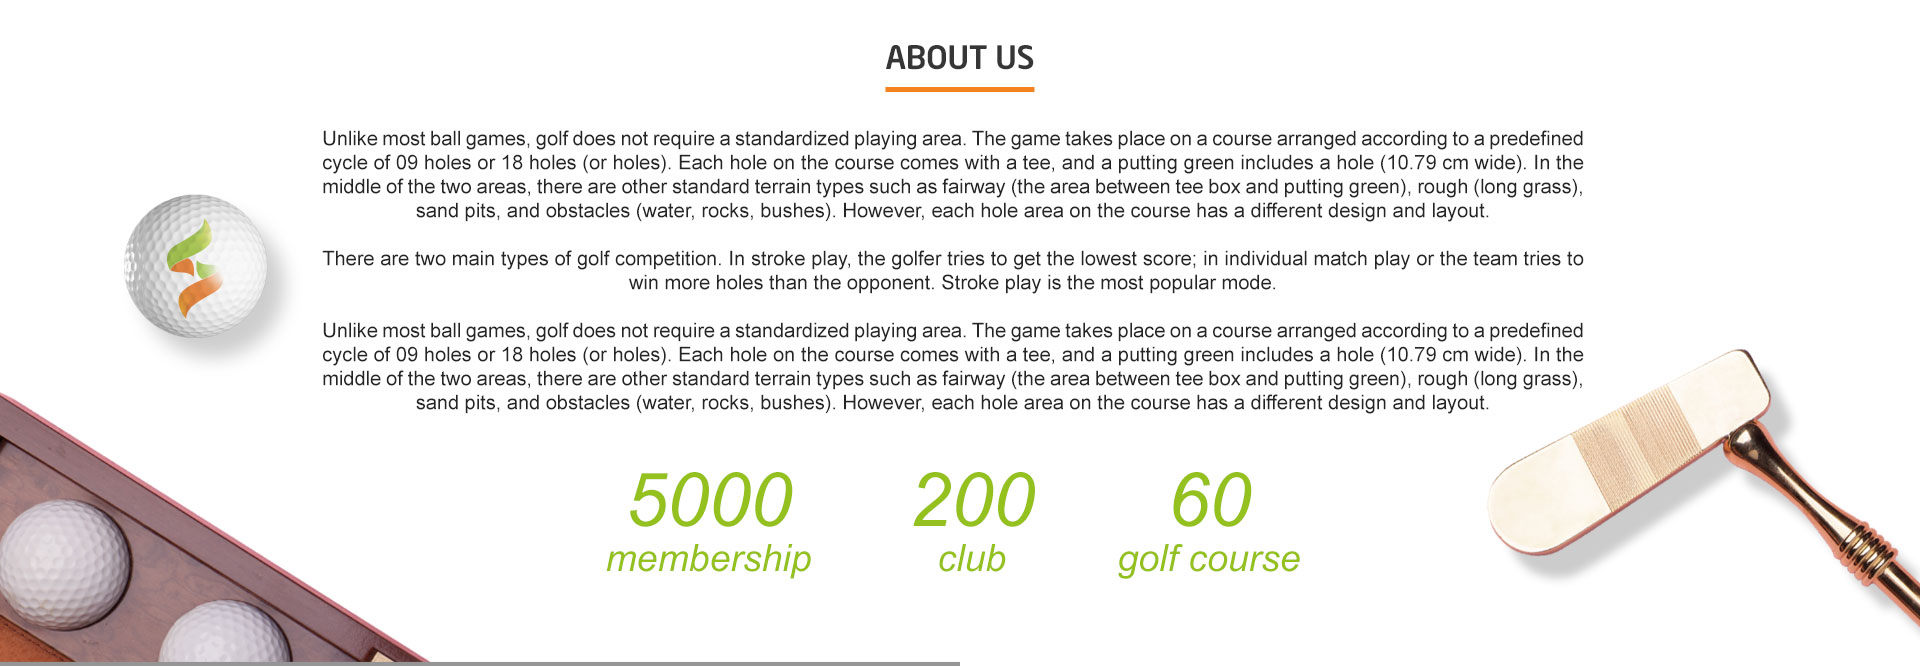 ABOUT US
Unlike most ball games, golf does not require a standardized playing area. The game takes place on a course arranged according to a predefined
cycle of 09 holes or 18 holes (or holes). Each hole on the course comes with a tee, and a putting green includes a hole (10.79 cm wide). In the
middle of the two areas, there are other standard terrain types such as fairway (the area between tee box and putting green), rough (long grass),
sand pits, and obstacles (water, rocks, bushes). However, each hole area on the course has a different design and layout.
There are two main types of golf competition. In stroke play, the golfer tries to get the lowest score; in individual match play or the team tries to
win more holes than the opponent. Stroke play is the most popular mode.
Unlike most ball games, golf does not require a standardized playing area. The game takes place on a course arranged according to a predefined
cycle of 09 holes or 18 holes (or holes). Each hole on the course comes with a tee, and a putting green includes a hole (10.79 cm wide). In the
middle of the two areas, there are other standard terrain types such as fairway (the area between tee box and putting green), rough (long grass),
sand pits, and obstacles (water, rocks, bushes). However, each hole area on the course has a different design and layout.
5000 200 60
membership club golf course